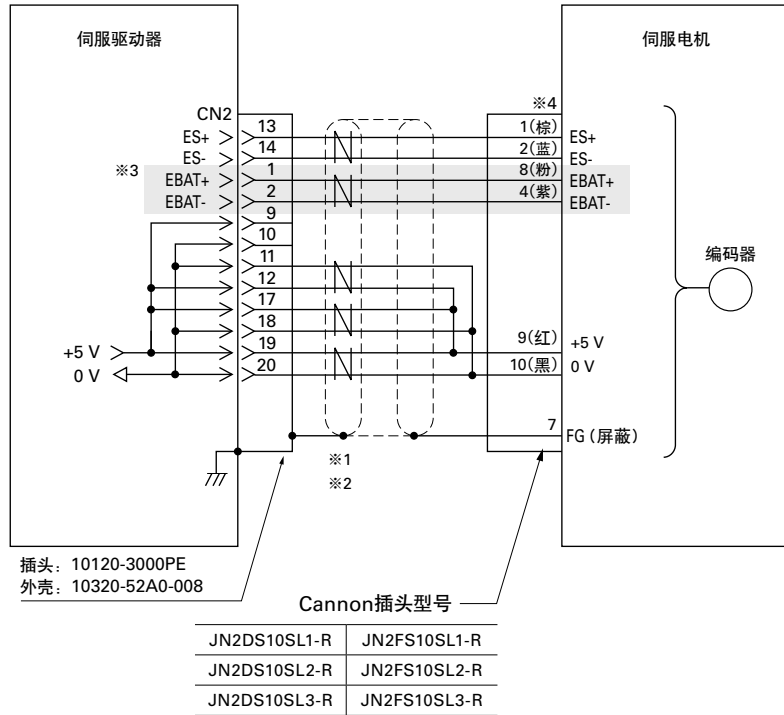 伺服驱动器
伺服电机
CN2
※4
ES+ 13 1(棕) ES+
ES- 14 2(蓝) ES-
※3
EBAT+ 1 8(粉) EBAT+
EBAT- 2 4(紫) EBAT-
9
10
11
12
17
18
编码器
+5 V 19 9(红) +5 V
0 V 20 10(黑) 0 V
7 FG (屏蔽)
※1
※2
插头：10120-3000PE
外壳：10320-52A0-008
Cannon插头型号
JN2DS10SL1-R JN2FS10SL1-R
JN2DS10SL2-R JN2FS10SL2-R
JN2DS10SL3-R JN2FS10SL3-R